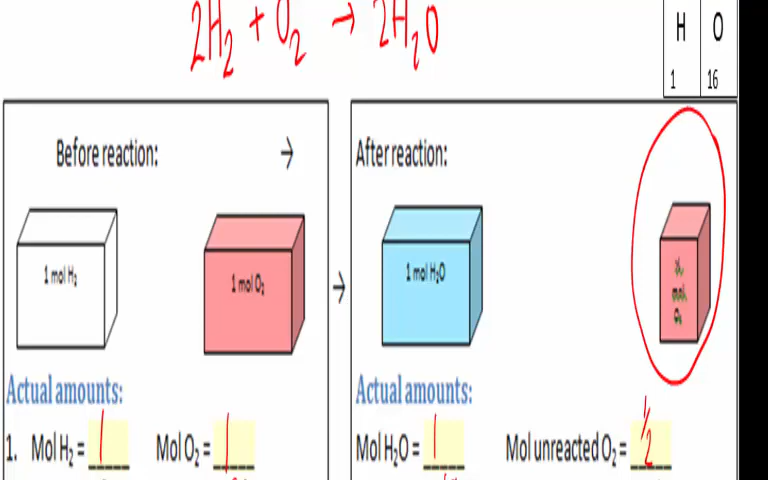 2H₂ + O₂ → 2H₂O
H O
1 16
Before reaction: →
After reaction:
1 mol H₂
1 mol O₂
→
1 mol H₂O
½ mol O₂
Actual amounts:
Actual amounts:
1. Mol H₂ = 1 Mol O₂ = 1
Mol H₂O = 1 Mol unreacted O₂ = 1/2